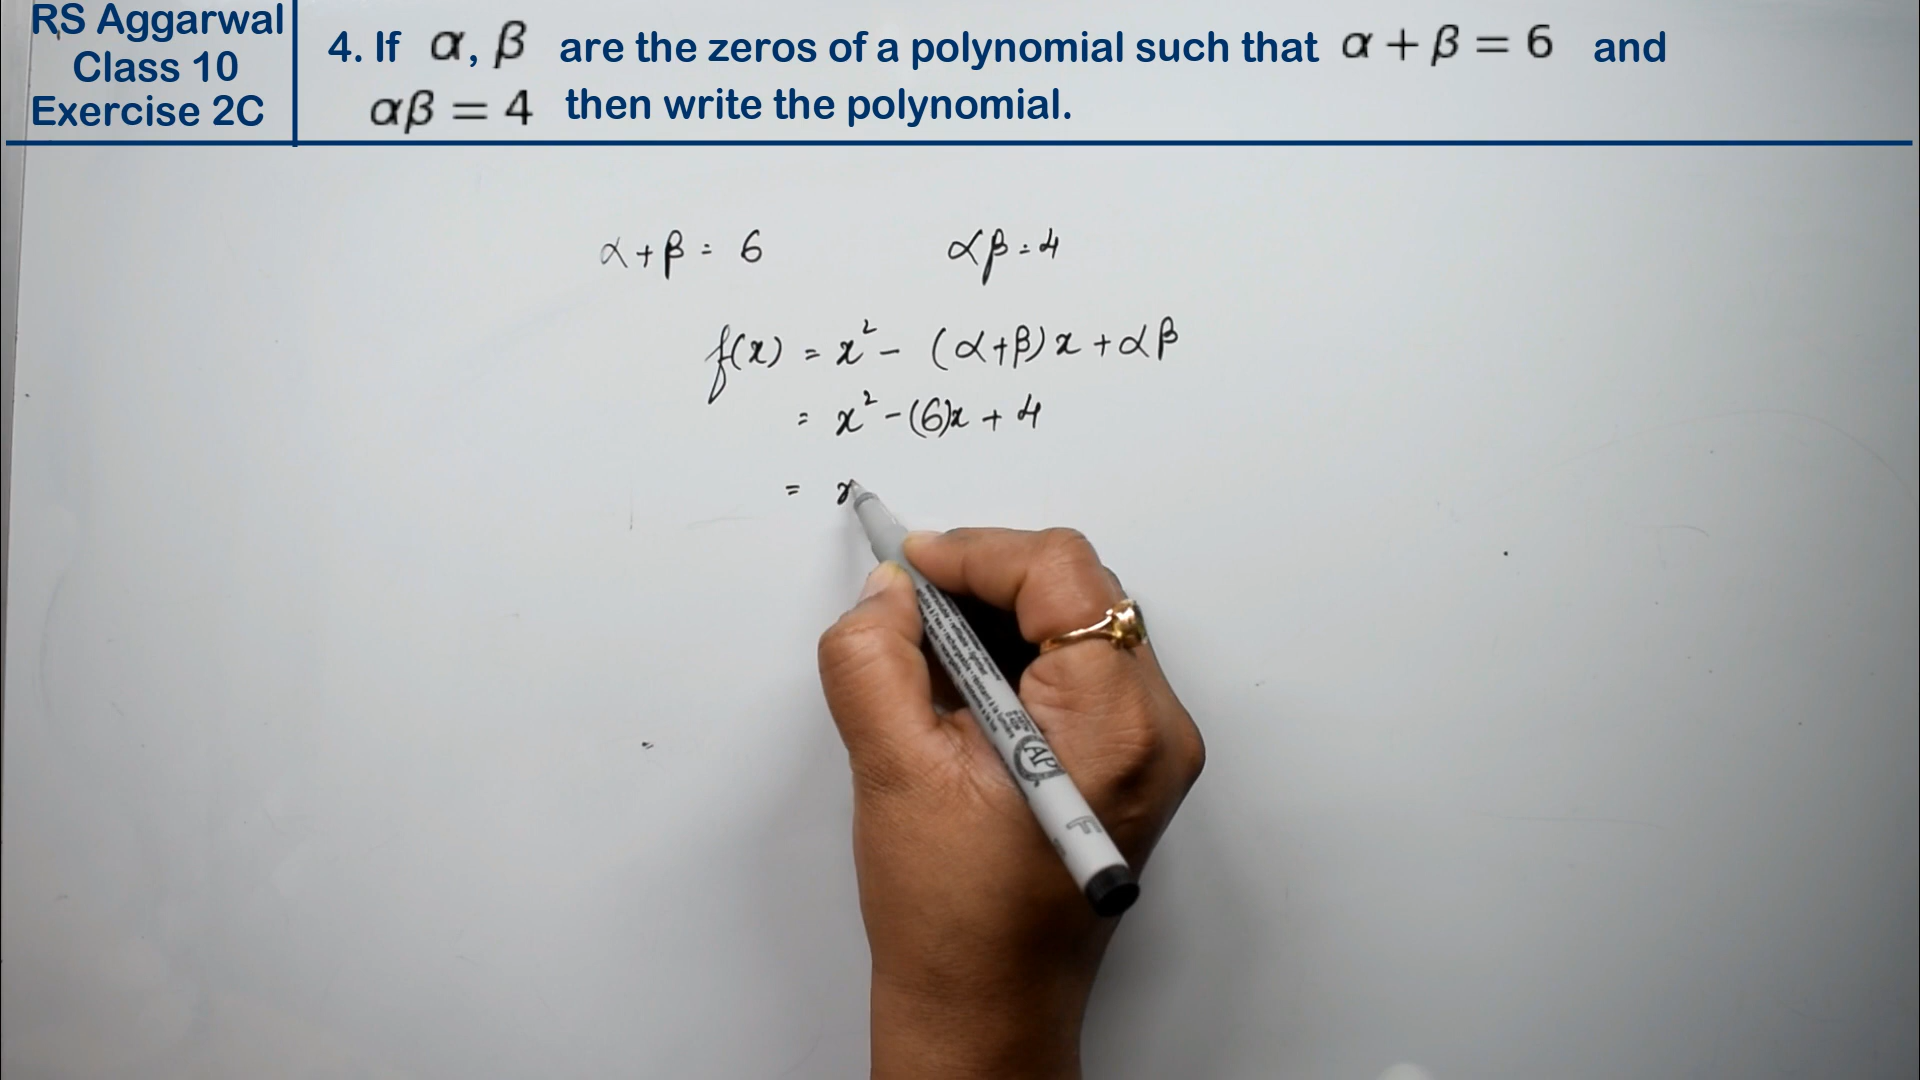 RS Aggarwal
Class 10
Exercise 2C
4. If α, β are the zeros of a polynomial such that α + β = 6 and
αβ = 4 then write the polynomial.
α + β = 6 αβ = 4
f(x) = x² - (α + β) x + αβ
= x² - (6)x + 4
= x
AP
F